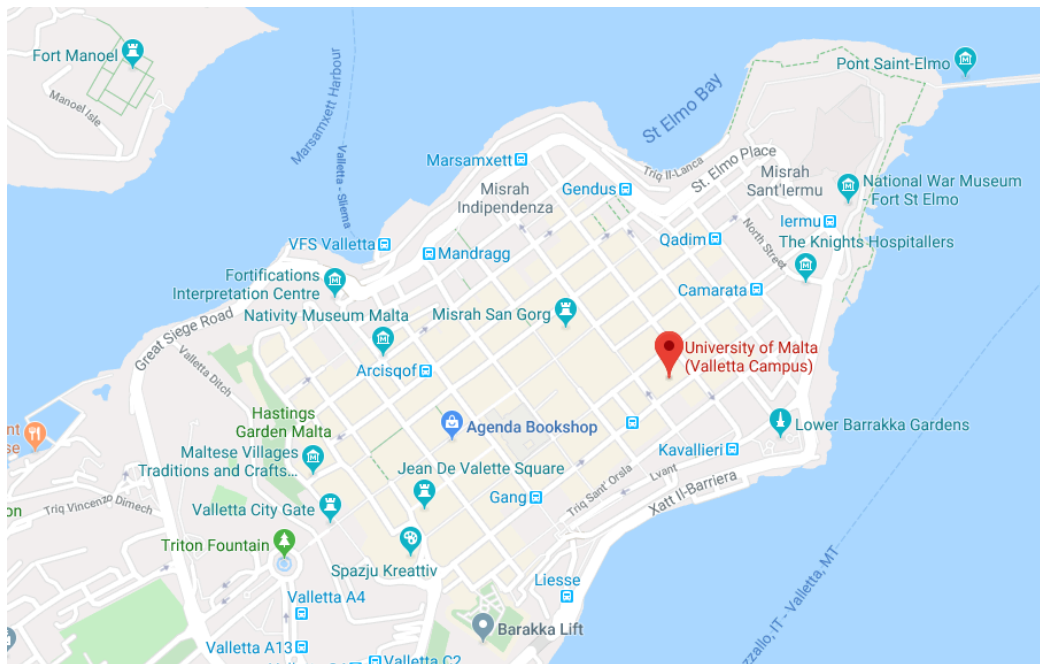 Fort Manoel
Manoel Isle
Marsamxett Harbour
Valletta - Sliema
St Elmo Bay
Pont Saint-Elmo
Marsamxett
Triq Il-Lanca
St. Elmo Place
Misrah
Indipendenza
Gendus
Misrah
Sant'Iermu
National War Museum
- Fort St Elmo
VFS Valletta
Mandragg
Qadim
Iermu
North Street
The Knights Hospitallers
Fortifications
Interpretation Centre
Camarata
Nativity Museum Malta
Misrah San Gorg
Great Siege Road
Valletta Ditch
Arcisqof
University of Malta
(Valletta Campus)
Hastings
Garden Malta
Agenda Bookshop
Lower Barrakka Gardens
nt
se
Maltese Villages
Traditions and Crafts...
Kavallieri
Jean De Valette Square
Triq Sant' Orsla
Lvant
Xatt Il-Barriera
Gang
on
Triq Vincenzo Dimech
Valletta City Gate
Triton Fountain
Spazju Kreattiv
Liesse
Valletta A4
Barakka Lift
Valletta A13
Valletta C2
zzallo, IT - Valletta, MT